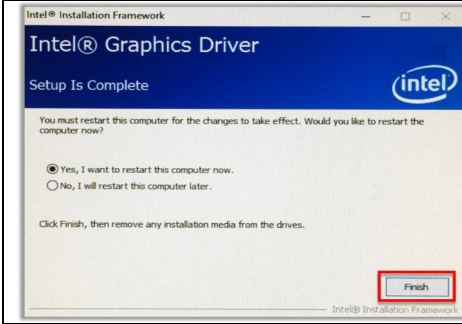 Intel® Installation Framework
Intel® Graphics Driver
Setup Is Complete
intel
You must restart this computer for the changes to take effect. Would you like to restart the
computer now?
Yes, I want to restart this computer now.
No, I will restart this computer later.
Click Finish, then remove any installation media from the drives.
Finish
Intel® Installation Framework